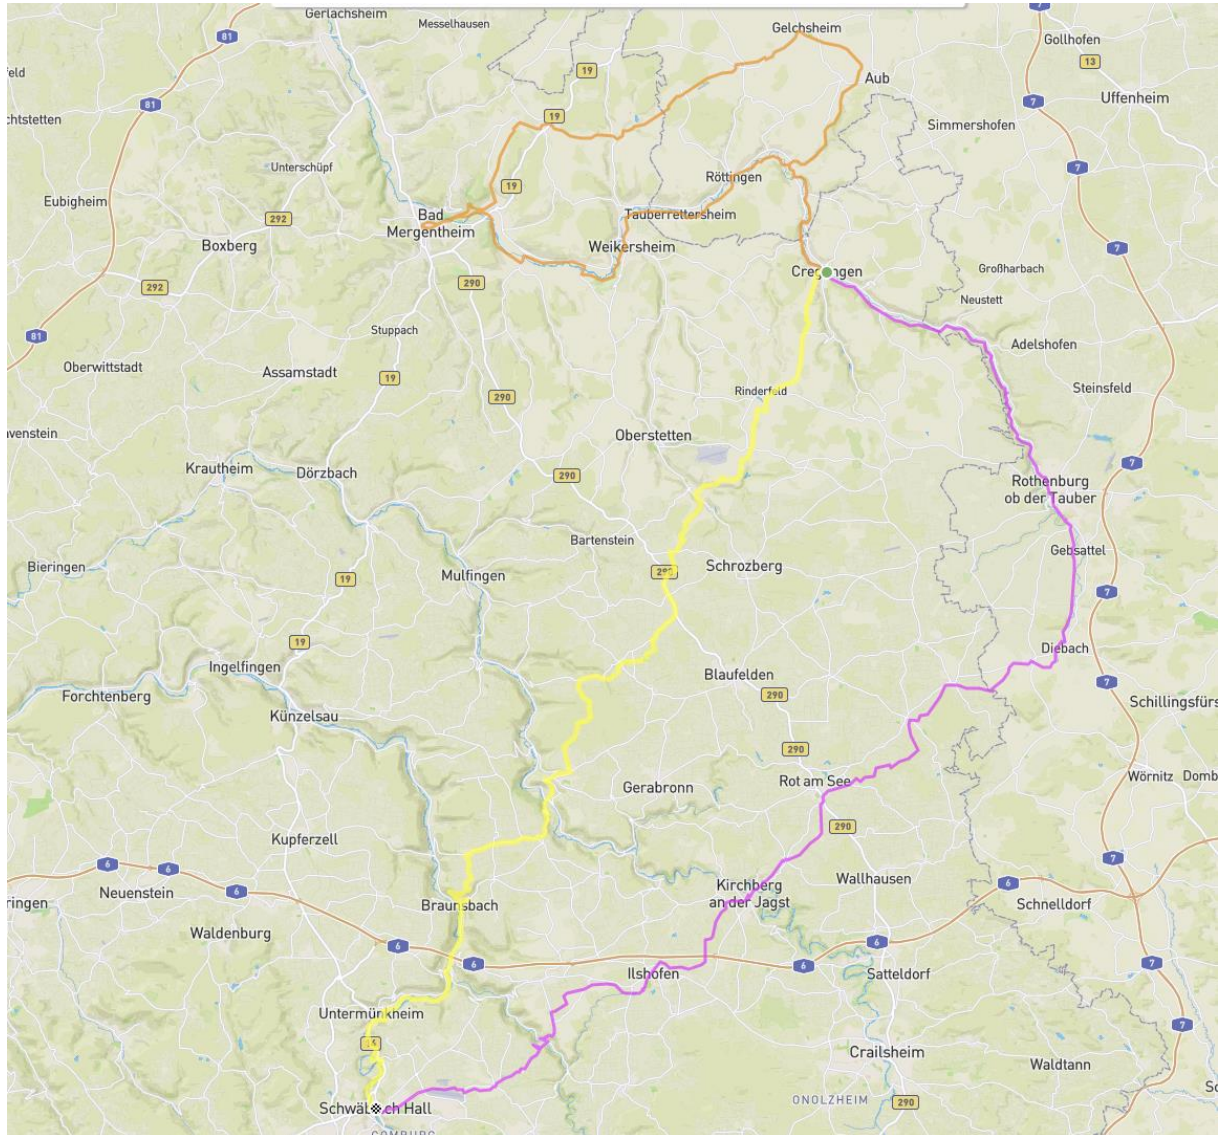 Gerlachsheim
Messelhausen
Gelchsheim
7
81
Gollhofen
19
13
Aub
Uffenheim
81
7
chtstetten
19
Simmershofen
Unterschüpf
7
19
Röttingen
Eubigheim
292
Bad
Mergentheim
Tauberrettersheim
Boxberg
Weikersheim
7
Großharbach
290
292
Neustett
81
Stuppach
Adelshofen
Oberwittstadt
Assamstadt
19
Steinsfeld
290
Rinderfeld
Oberstetten
7
Krautheim
Dörzbach
290
Rothenburg
ob der Tauber
Bartenstein
Gebsattel
Bieringen
Mulfingen
Schrozberg
19
7
19
Diebach
Ingelfingen
Blaufelden
Forchtenberg
7
290
Schillingsfürs
Künzelsau
290
Rot am See
Wörnitz
Domb
Gerabronn
290
Kupferzell
7
6
6
6
Neuenstein
Kirchberg
an der Jagst
Wallhausen
6
Schnelldorf
Braunsbach
Waldenburg
6
6
6
6
7
Ilshofen
Satteldorf
Untermünkheim
7
Crailsheim
Waldtann
ONOLZHEIM
290